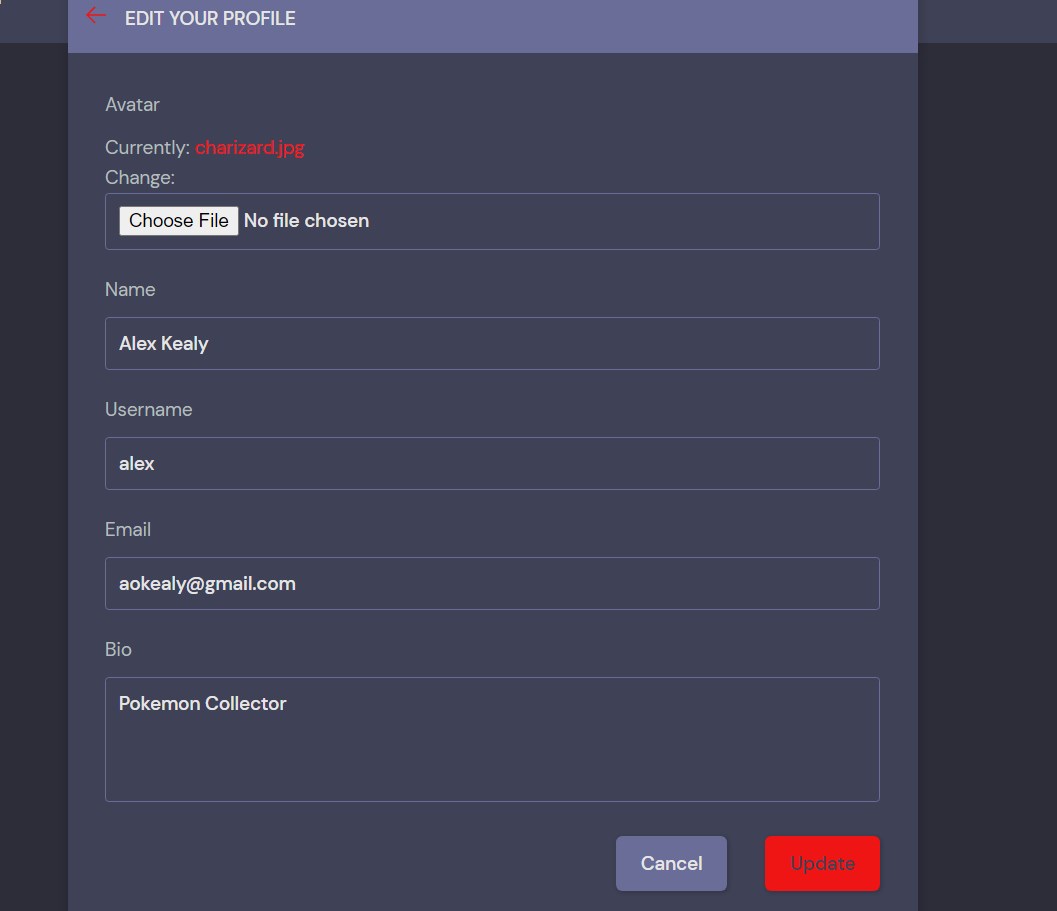 EDIT YOUR PROFILE
Avatar
Currently: charizard.jpg
Change:
Choose File No file chosen
Name
Alex Kealy
Username
alex
Email
aokealy@gmail.com
Bio
Pokemon Collector
Cancel Update